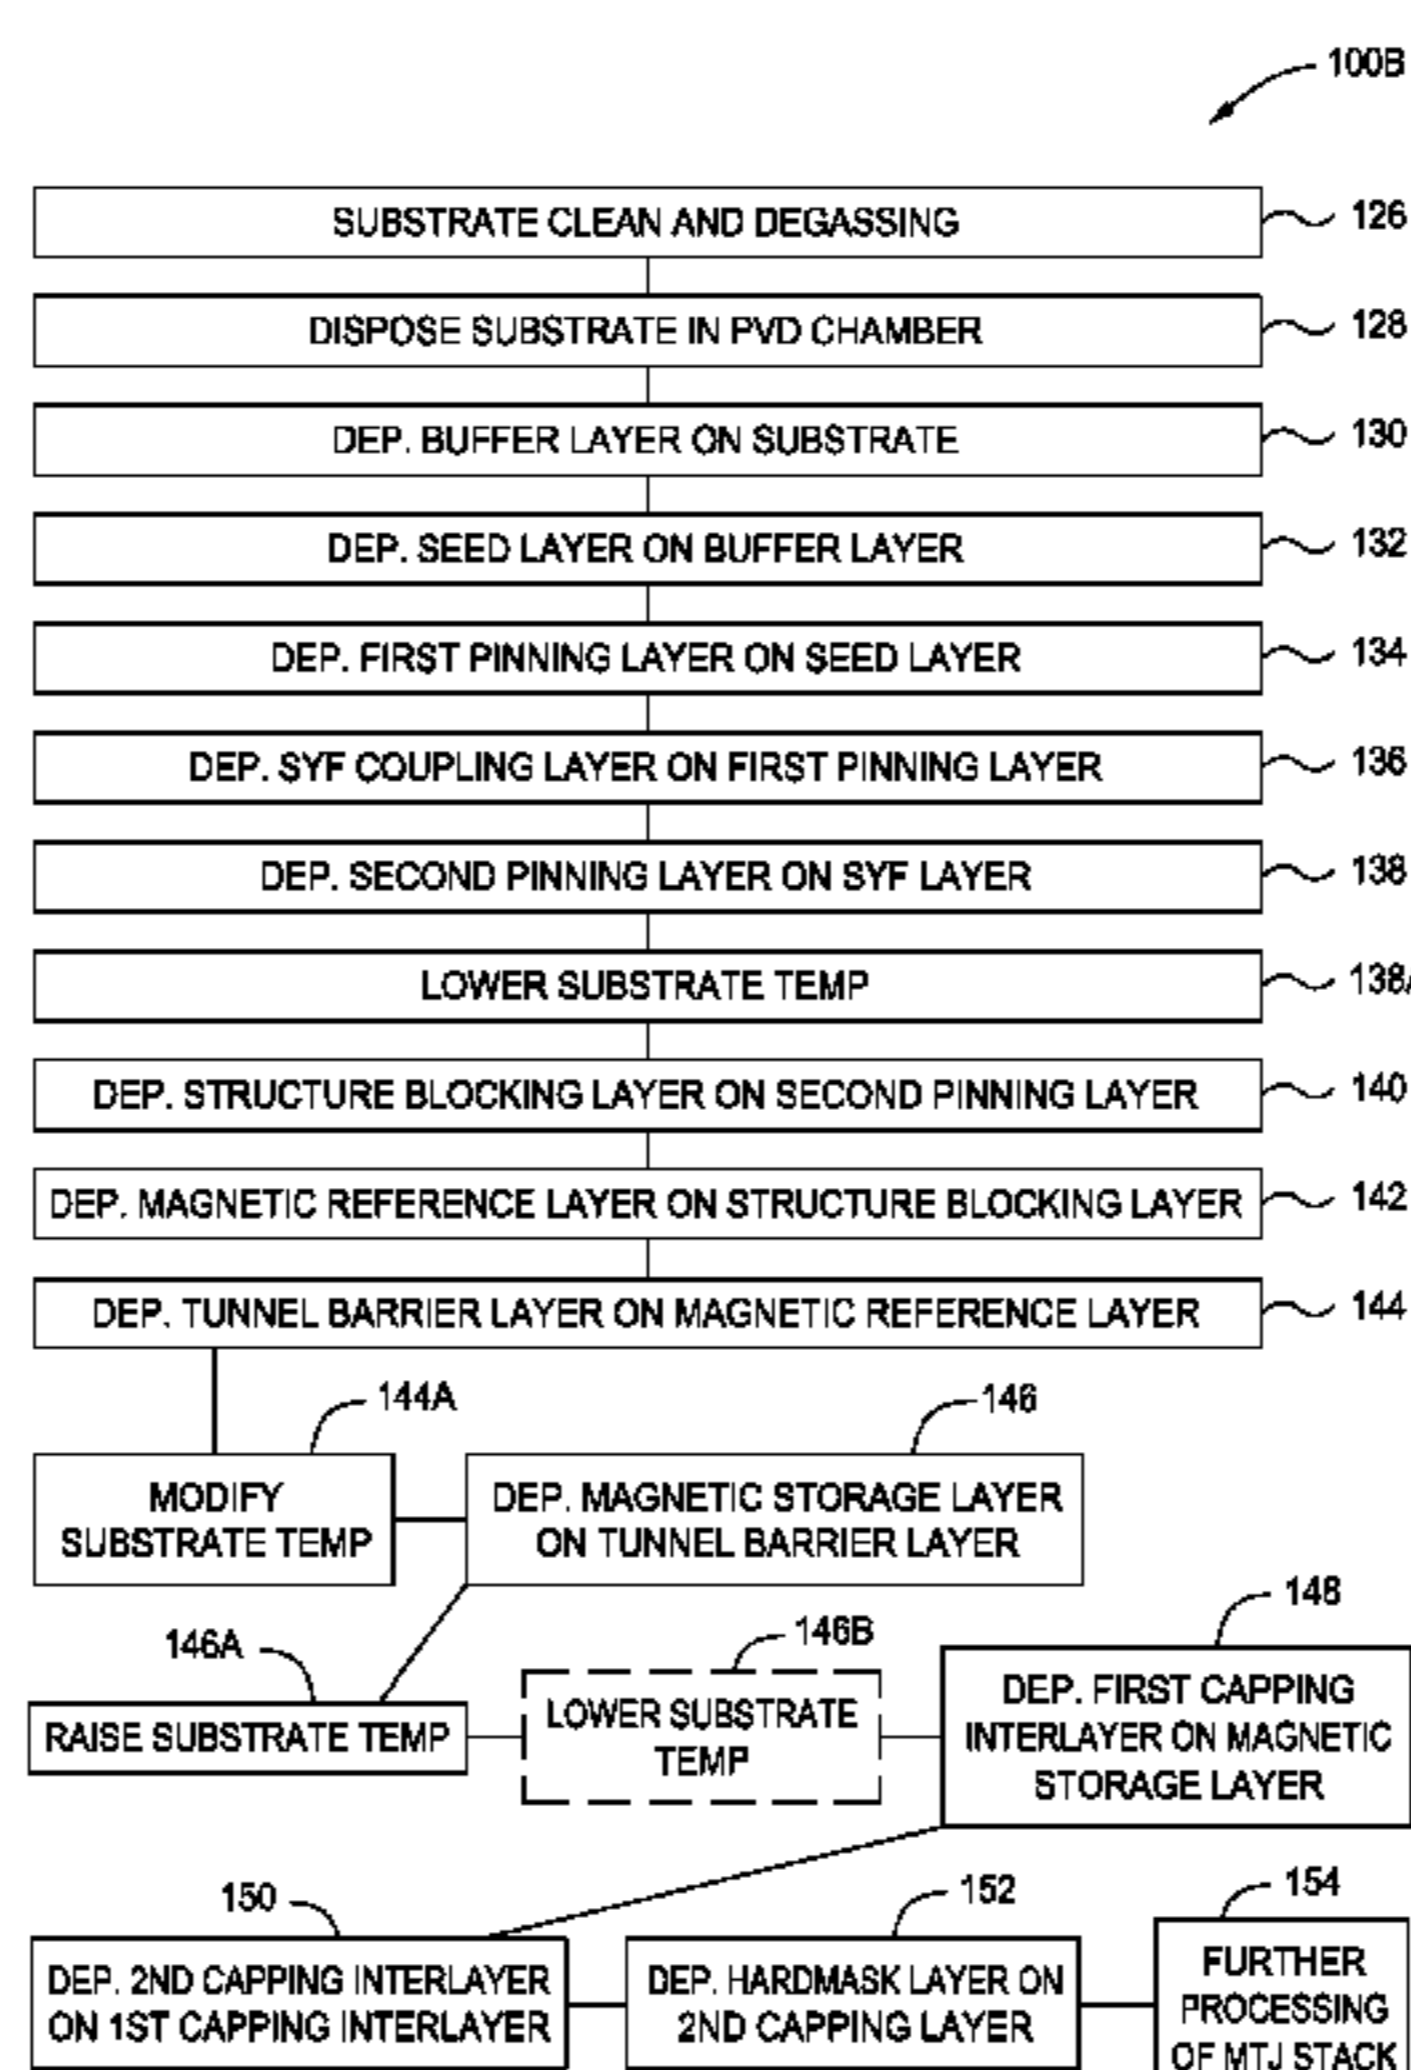 100B
SUBSTRATE CLEAN AND DEGASSING 126
DISPOSE SUBSTRATE IN PVD CHAMBER 128
DEP. BUFFER LAYER ON SUBSTRATE 130
DEP. SEED LAYER ON BUFFER LAYER 132
DEP. FIRST PINNING LAYER ON SEED LAYER 134
DEP. SYF COUPLING LAYER ON FIRST PINNING LAYER 136
DEP. SECOND PINNING LAYER ON SYF LAYER 138
LOWER SUBSTRATE TEMP 138A
DEP. STRUCTURE BLOCKING LAYER ON SECOND PINNING LAYER 140
DEP. MAGNETIC REFERENCE LAYER ON STRUCTURE BLOCKING LAYER 142
DEP. TUNNEL BARRIER LAYER ON MAGNETIC REFERENCE LAYER 144
144A
MODIFY
SUBSTRATE TEMP
146
DEP. MAGNETIC STORAGE LAYER
ON TUNNEL BARRIER LAYER
146A
RAISE SUBSTRATE TEMP
146B
LOWER SUBSTRATE
TEMP
148
DEP. FIRST CAPPING
INTERLAYER ON MAGNETIC
STORAGE LAYER
150
DEP. 2ND CAPPING INTERLAYER
ON 1ST CAPPING INTERLAYER
152
DEP. HARDMASK LAYER ON
2ND CAPPING LAYER
154
FURTHER
PROCESSING
OF MTJ STACK